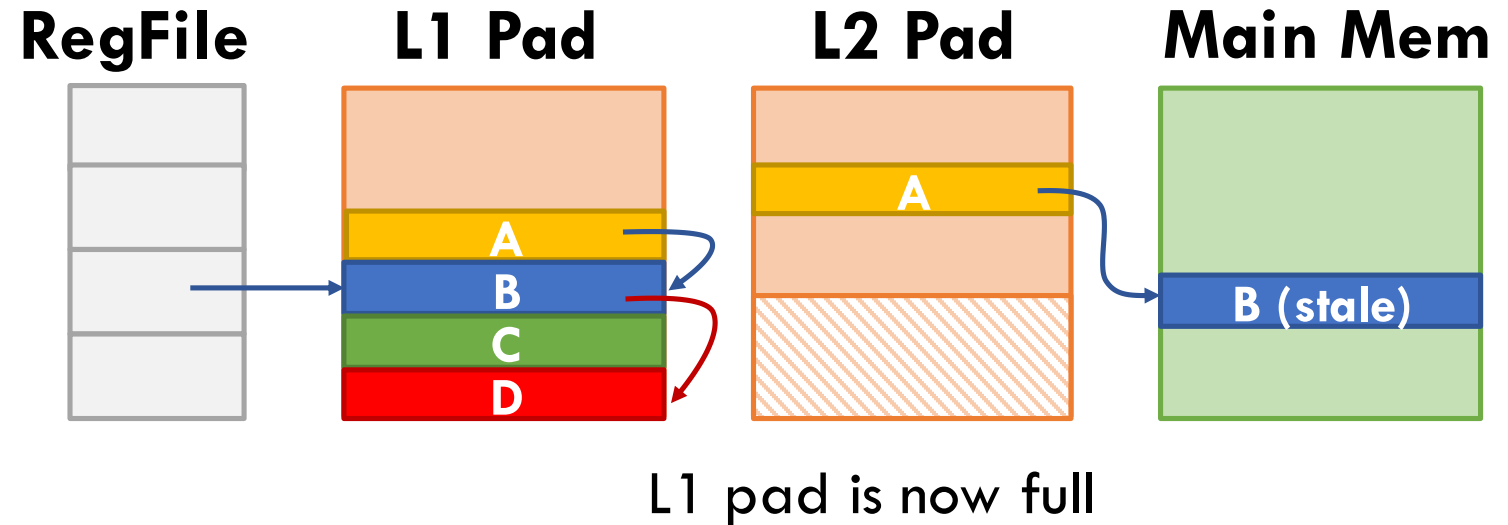 RegFile
L1 Pad
L2 Pad
Main Mem
A
B
C
D
A
B (stale)
L1 pad is now full